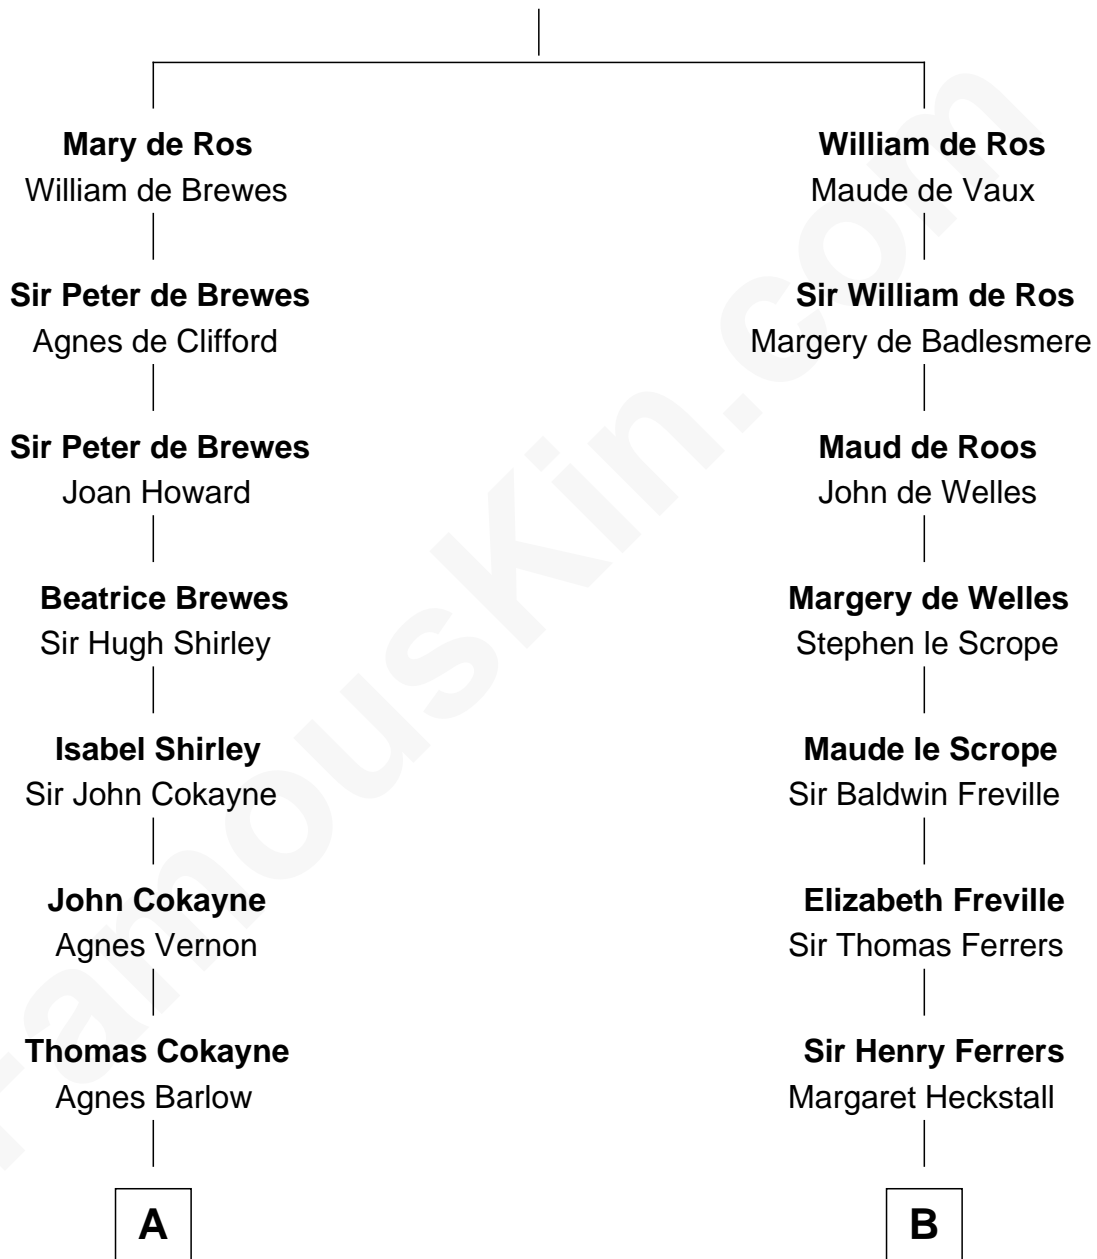 Mary de Ros
William de Brewes
Sir Peter de Brewes
Agnes de Clifford
Sir Peter de Brewes
Joan Howard
Beatrice Brewes
Sir Hugh Shirley
Isabel Shirley
Sir John Cokayne
John Cokayne
Agnes Vernon
Thomas Cokayne
Agnes Barlow
A
William de Ros
Maude de Vaux
Sir William de Ros
Margery de Badlesmere
Maud de Roos
John de Welles
Margery de Welles
Stephen le Scrope
Maude le Scrope
Sir Baldwin Freville
Elizabeth Freville
Sir Thomas Ferrers
Sir Henry Ferrers
Margaret Heckstall
B
FamousKin.com